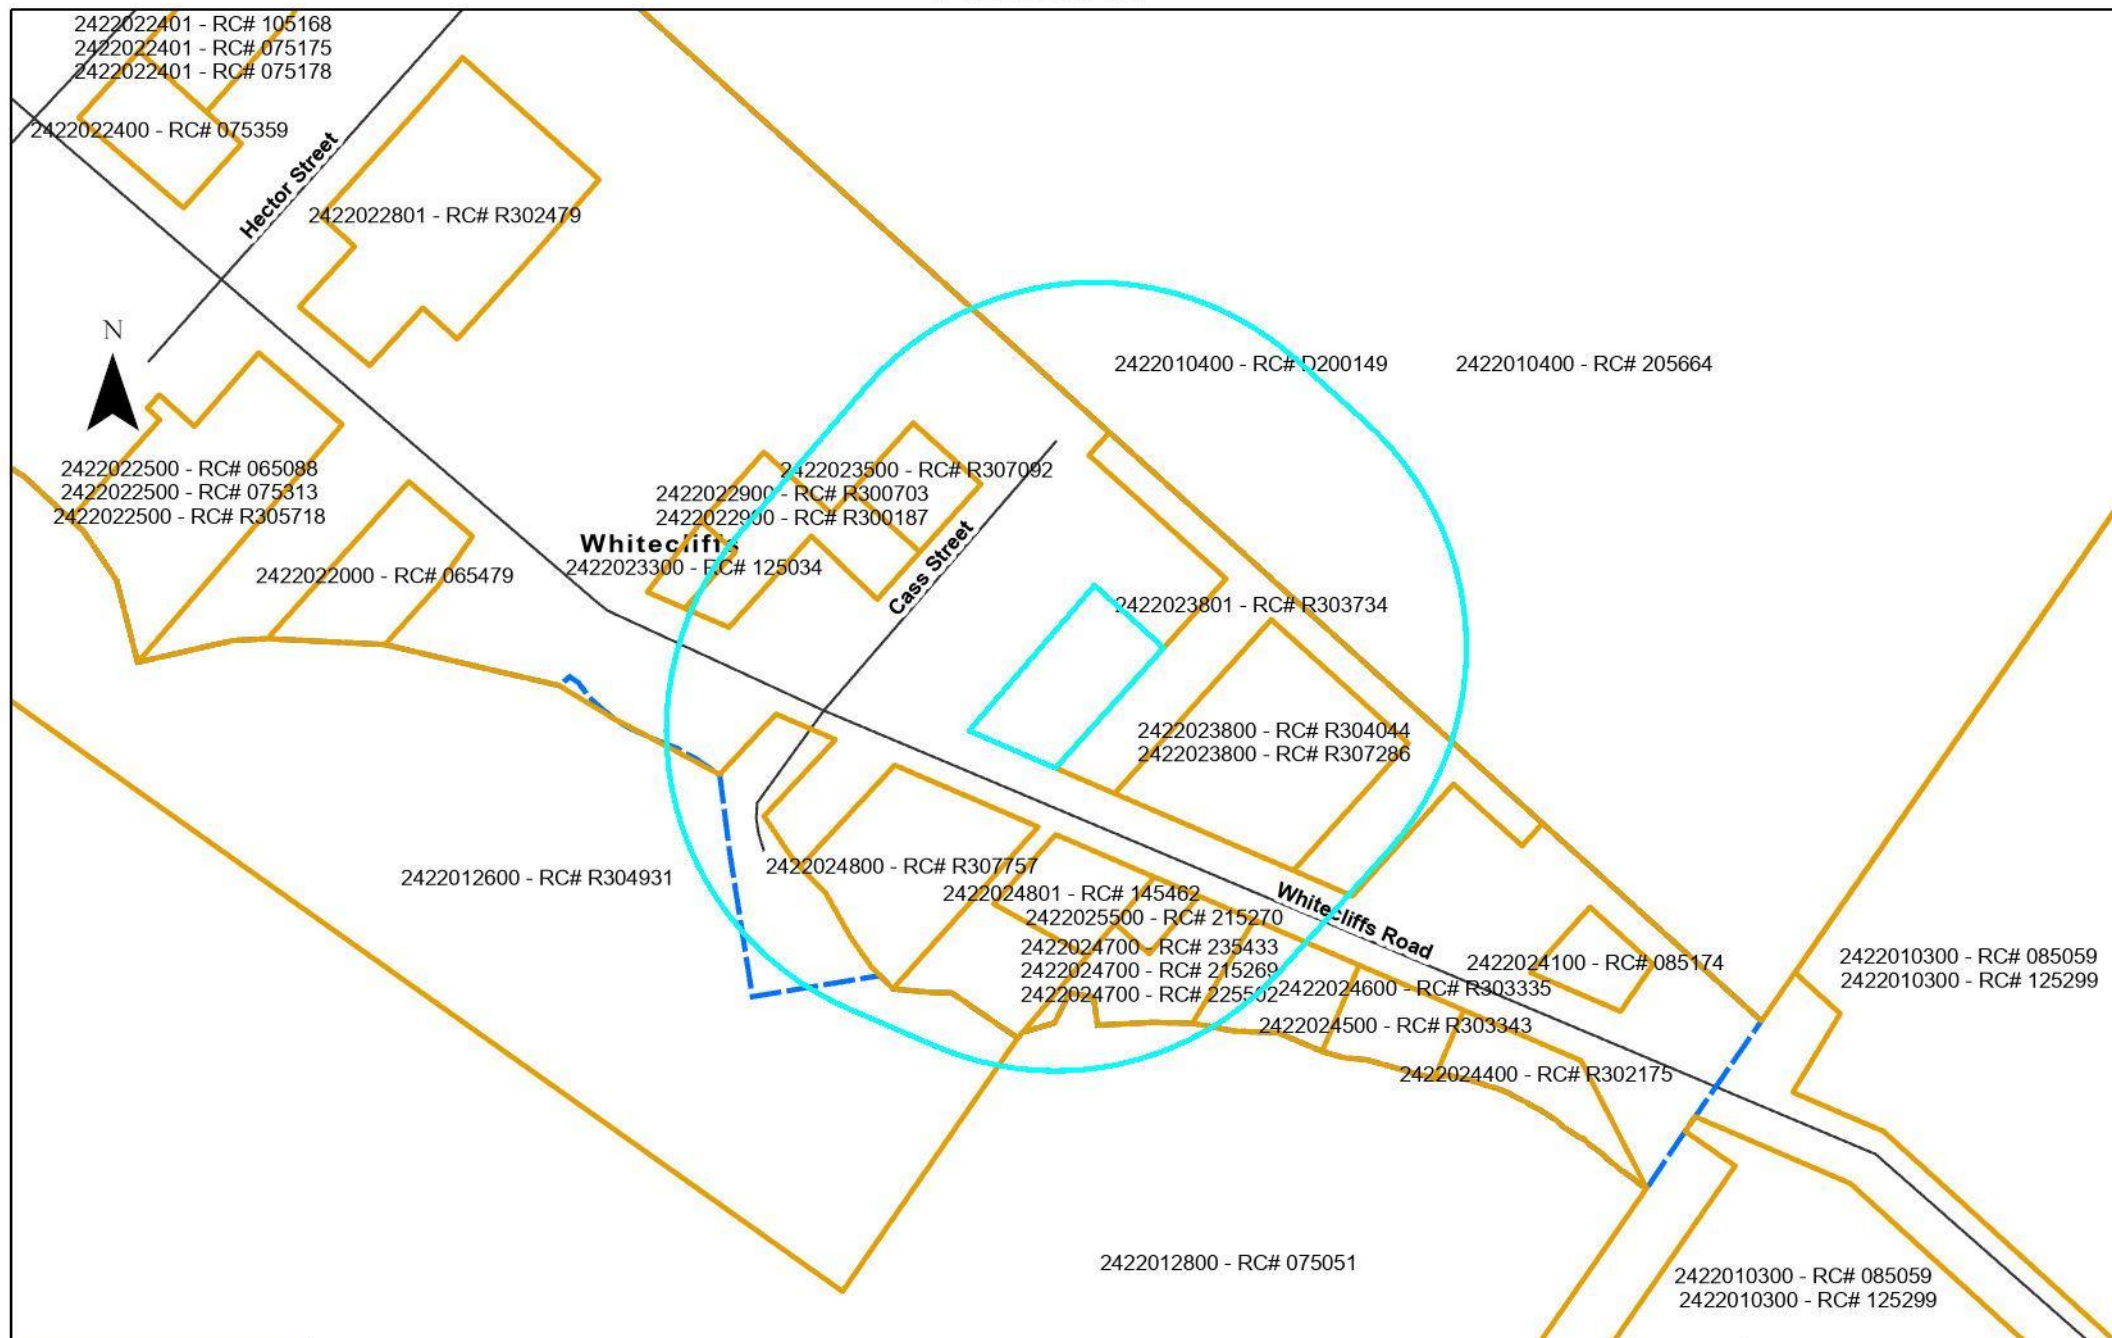 2422022401 - RC# 105168
2422022401 - RC# 075175
2422022401 - RC# 075178
2422022400 - RC# 075359
Hector Street
2422022801 - RC# R302479
N
2422010400 - RC# D200149
2422010400 - RC# 205664
2422022500 - RC# 065088
2422022500 - RC# 075313
2422022500 - RC# R305718
2422023500 - RC# R307092
2422022900 - RC# R300703
2422022900 - RC# R300187
Whitecliffs
2422023300 - RC# 125034
2422022000 - RC# 065479
Cass Street
2422023801 - RC# R303734
2422023800 - RC# R304044
2422023800 - RC# R307286
2422012600 - RC# R304931
2422024800 - RC# R307757
2422024801 - RC# 145462
2422025500 - RC# 215270
2422024700 - RC# 235433
2422024700 - RC# 215269
2422024700 - RC# 225502
Whitecliffs Road
2422024100 - RC# 085174
2422024600 - RC# R303335
2422024500 - RC# R303343
2422024400 - RC# R302175
2422010300 - RC# 085059
2422010300 - RC# 125299
2422012800 - RC# 075051
2422010300 - RC# 085059
2422010300 - RC# 125299